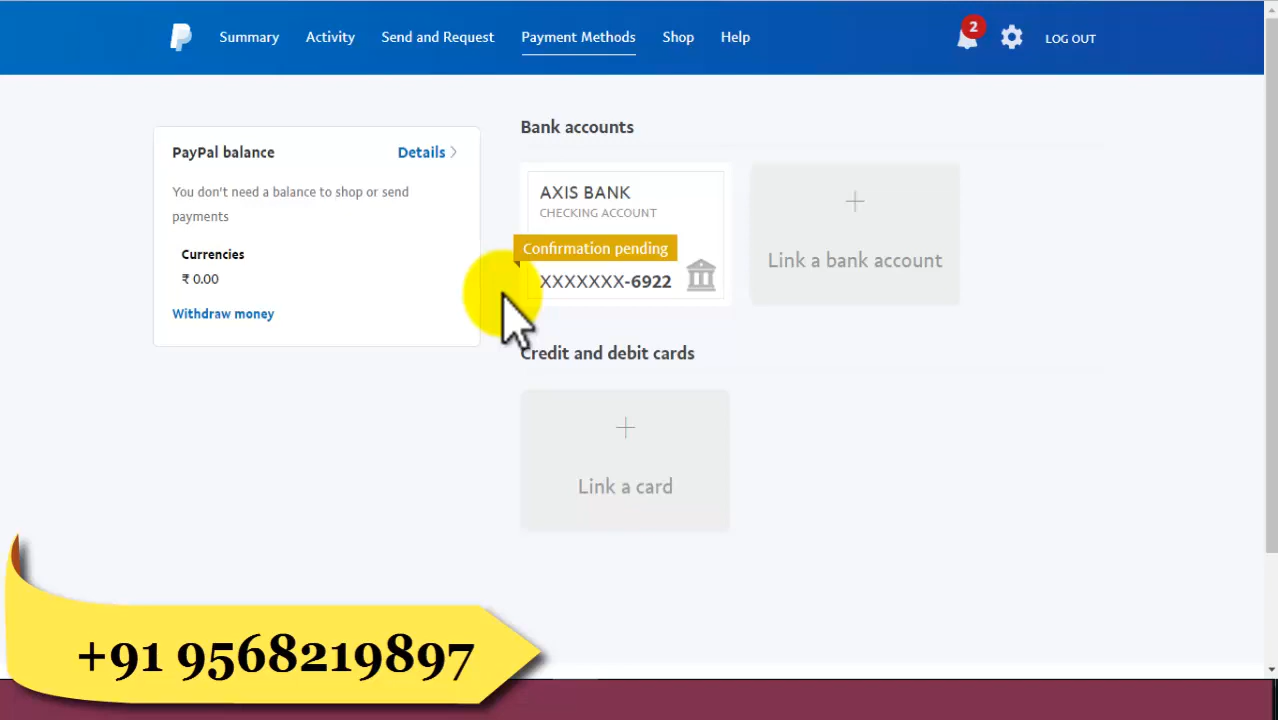 Summary
Activity
Send and Request
Payment Methods
Shop
Help
2
LOG OUT
PayPal balance
Details
You don't need a balance to shop or send
payments
Currencies
₹ 0.00
Withdraw money
Bank accounts
AXIS BANK
CHECKING ACCOUNT
Confirmation pending
XXXXXXX-6922
Link a bank account
Credit and debit cards
Link a card
+91 9568219897